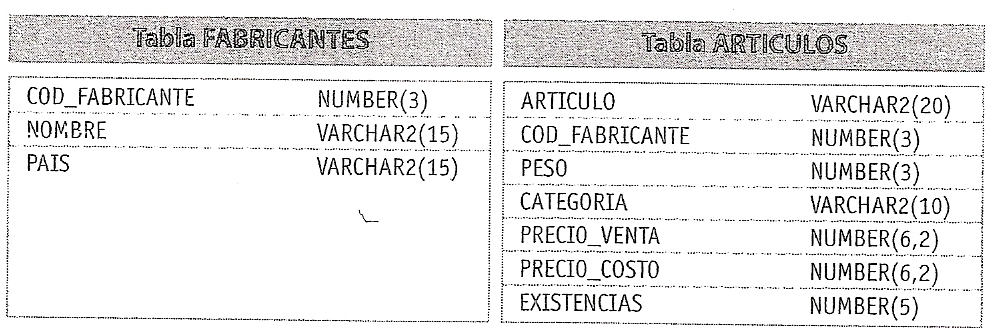 Tabla FABRICANTES
COD_FABRICANTE NUMBER(3)
NOMBRE VARCHAR2(15)
PAIS VARCHAR2(15)
Tabla ARTICULOS
ARTICULO VARCHAR2(20)
COD_FABRICANTE NUMBER(3)
PESO NUMBER(3)
CATEGORIA VARCHAR2(10)
PRECIO_VENTA NUMBER(6,2)
PRECIO_COSTO NUMBER(6,2)
EXISTENCIAS NUMBER(5)